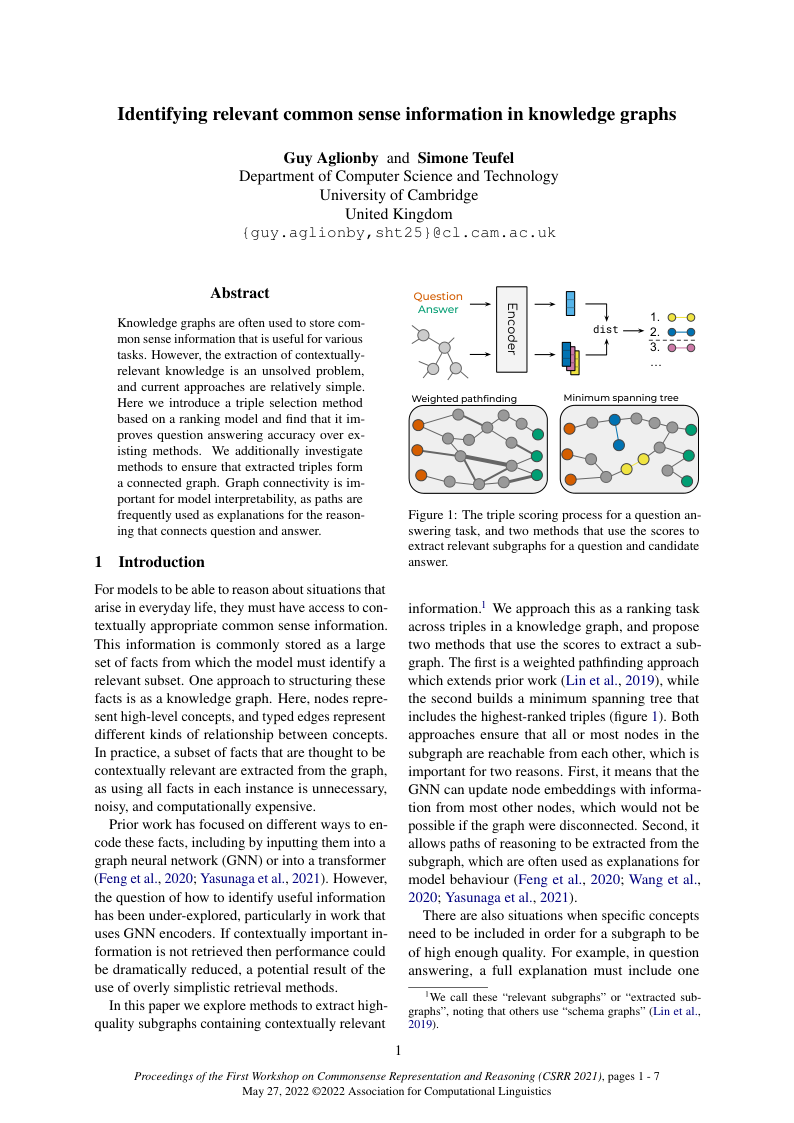 Identifying relevant common sense information in knowledge graphs
Guy Aglionby and Simone Teufel
Department of Computer Science and Technology
University of Cambridge
United Kingdom
{guy.aglionby,sht25}@cl.cam.ac.uk
Abstract
Knowledge graphs are often used to store com-
mon sense information that is useful for various
tasks. However, the extraction of contextually-
relevant knowledge is an unsolved problem,
and current approaches are relatively simple.
Here we introduce a triple selection method
based on a ranking model and find that it im-
proves question answering accuracy over ex-
isting methods. We additionally investigate
methods to ensure that extracted triples form
a connected graph. Graph connectivity is im-
portant for model interpretability, as paths are
frequently used as explanations for the reason-
ing that connects question and answer.
1 Introduction
For models to be able to reason about situations that
arise in everyday life, they must have access to con-
textually appropriate common sense information.
This information is commonly stored as a large
set of facts from which the model must identify a
relevant subset. One approach to structuring these
facts is as a knowledge graph. Here, nodes repre-
sent high-level concepts, and typed edges represent
different kinds of relationship between concepts.
In practice, a subset of facts that are thought to be
contextually relevant are extracted from the graph,
as using all facts in each instance is unnecessary,
noisy, and computationally expensive.
Prior work has focused on different ways to en-
code these facts, including by inputting them into a
graph neural network (GNN) or into a transformer
(Feng et al., 2020; Yasunaga et al., 2021). However,
the question of how to identify useful information
has been under-explored, particularly in work that
uses GNN encoders. If contextually important in-
formation is not retrieved then performance could
be dramatically reduced, a potential result of the
use of overly simplistic retrieval methods.
In this paper we explore methods to extract high-
quality subgraphs containing contextually relevant
Question
Answer
Encoder
dist
1.
2.
3.
...
Weighted pathfinding
Minimum spanning tree
Figure 1: The triple scoring process for a question an-
swering task, and two methods that use the scores to
extract relevant subgraphs for a question and candidate
answer.
information.1 We approach this as a ranking task
across triples in a knowledge graph, and propose
two methods that use the scores to extract a sub-
graph. The first is a weighted pathfinding approach
which extends prior work (Lin et al., 2019), while
the second builds a minimum spanning tree that
includes the highest-ranked triples (figure 1). Both
approaches ensure that all or most nodes in the
subgraph are reachable from each other, which is
important for two reasons. First, it means that the
GNN can update node embeddings with informa-
tion from most other nodes, which would not be
possible if the graph were disconnected. Second, it
allows paths of reasoning to be extracted from the
subgraph, which are often used as explanations for
model behaviour (Feng et al., 2020; Wang et al.,
2020; Yasunaga et al., 2021).
There are also situations when specific concepts
need to be included in order for a subgraph to be
of high enough quality. For example, in question
answering, a full explanation must include one
1We call these “relevant subgraphs” or “extracted sub-
graphs”, noting that others use “schema graphs” (Lin et al.,
2019).
1
Proceedings of the First Workshop on Commonsense Representation and Reasoning (CSRR 2021), pages 1 - 7
May 27, 2022 ©2022 Association for Computational Linguistics